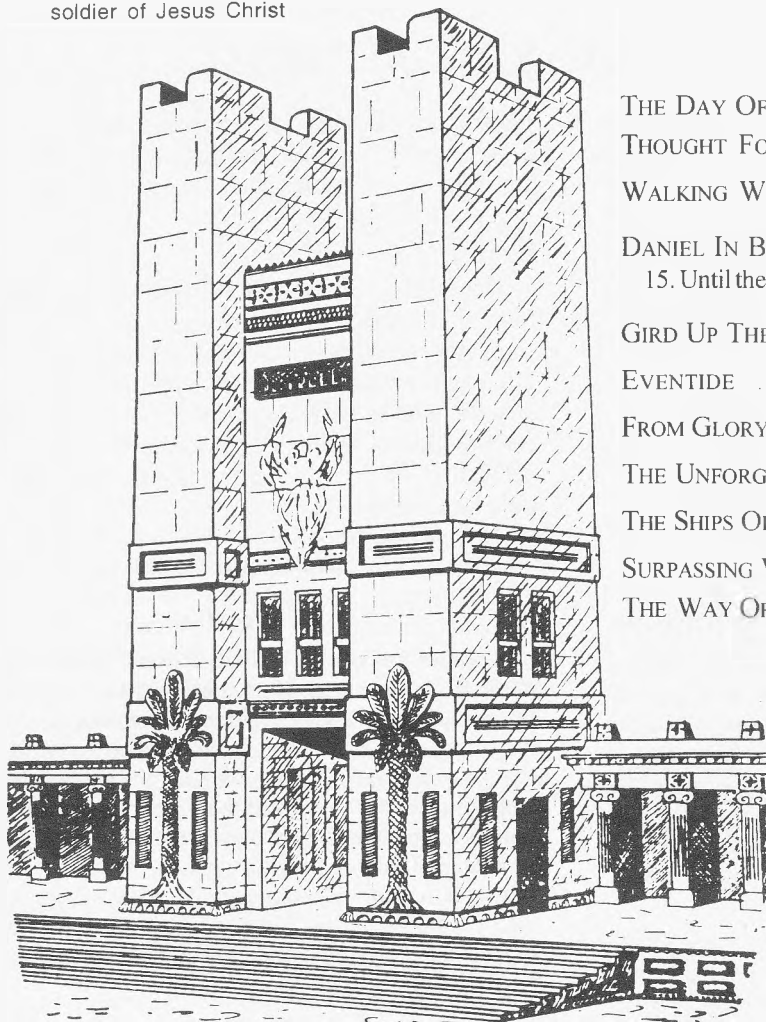 soldier of Jesus Christ
THE DAY OF
THOUGHT FO
WALKING W
DANIEL IN B
15. Until the
GIRD UP THE
EVENTIDE .
FROM GLORY
THE UNFORG
THE SHIPS O
SURPASSING
THE WAY OF